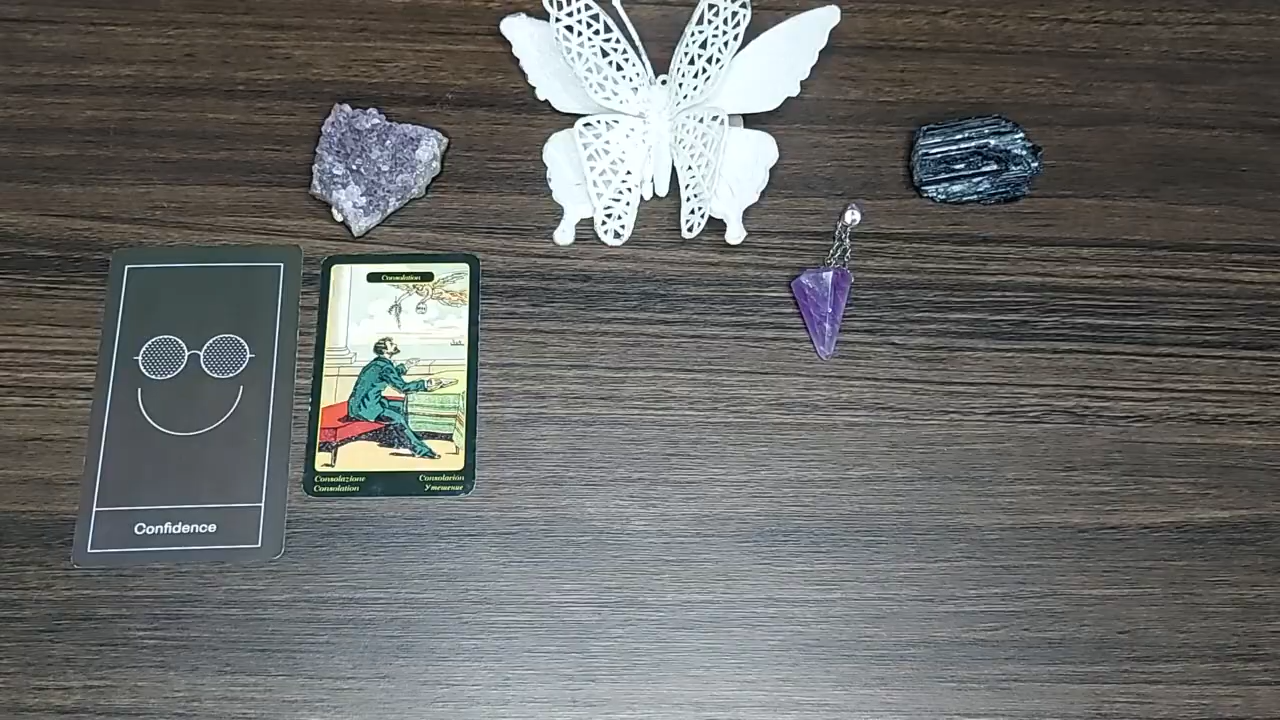 Confidence
Consolation
Consolazione
Consolation
Consolación
Утешение